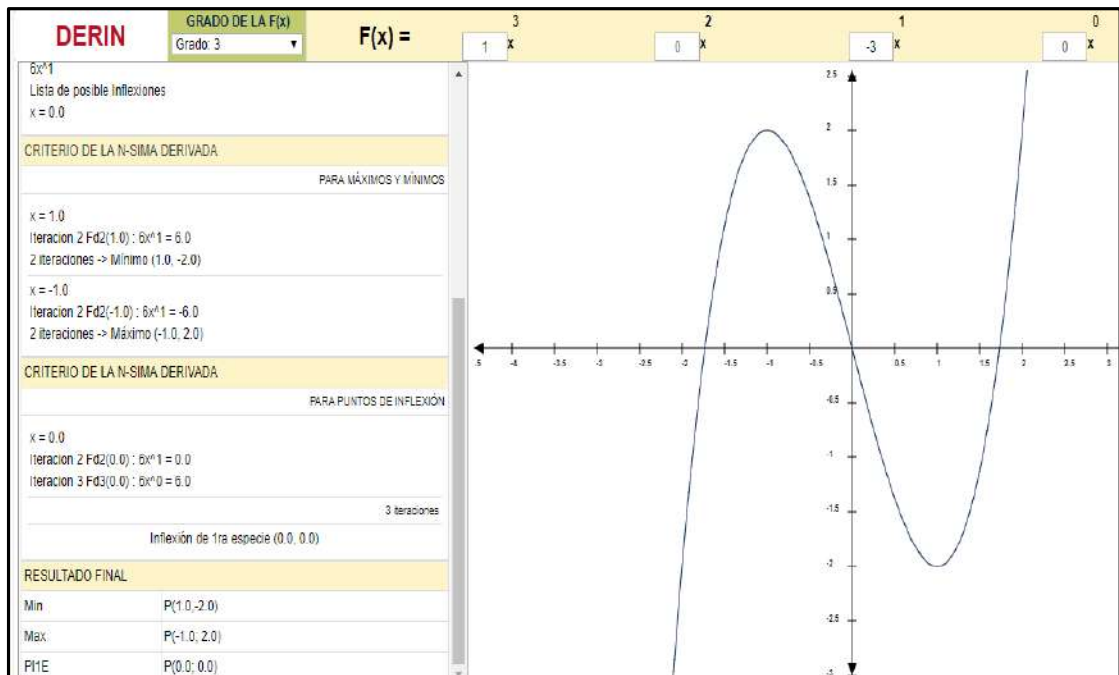 DERIN
GRADO DE LA F(x)
Grado: 3
F(x) =
1 x 3
0 x 2
-3 x 1
0 x 0
6x^1
Lista de posible Inflexiones
x = 0.0
CRITERIO DE LA N-SIMA DERIVADA
PARA MÁXIMOS Y MÍNIMOS
x = 1.0
Iteracion 2 Fd2(1.0) : 6x^1 = 6.0
2 iteraciones -> Mínimo (1.0, -2.0)
x = -1.0
Iteracion 2 Fd2(-1.0) : 6x^1 = -6.0
2 iteraciones -> Máximo (-1.0, 2.0)
CRITERIO DE LA N-SIMA DERIVADA
PARA PUNTOS DE INFLEXIÓN
x = 0.0
Iteracion 2 Fd2(0.0) : 6x^1 = 0.0
Iteracion 3 Fd3(0.0) : 6x^0 = 6.0
3 iteraciones
Inflexión de 1ra especie (0.0, 0.0)
RESULTADO FINAL
Min P(1.0,-2.0)
Max P(-1.0; 2.0)
PI1E P(0.0; 0.0)
2.5
2
1.5
1
0.5
-5 -4 -3.5 -3 -2.5 -2 -1.5 -1 -0.5 0.5 1 1.5 2 2.5 3
-0.5
-1
-1.5
-2
-2.5
-3